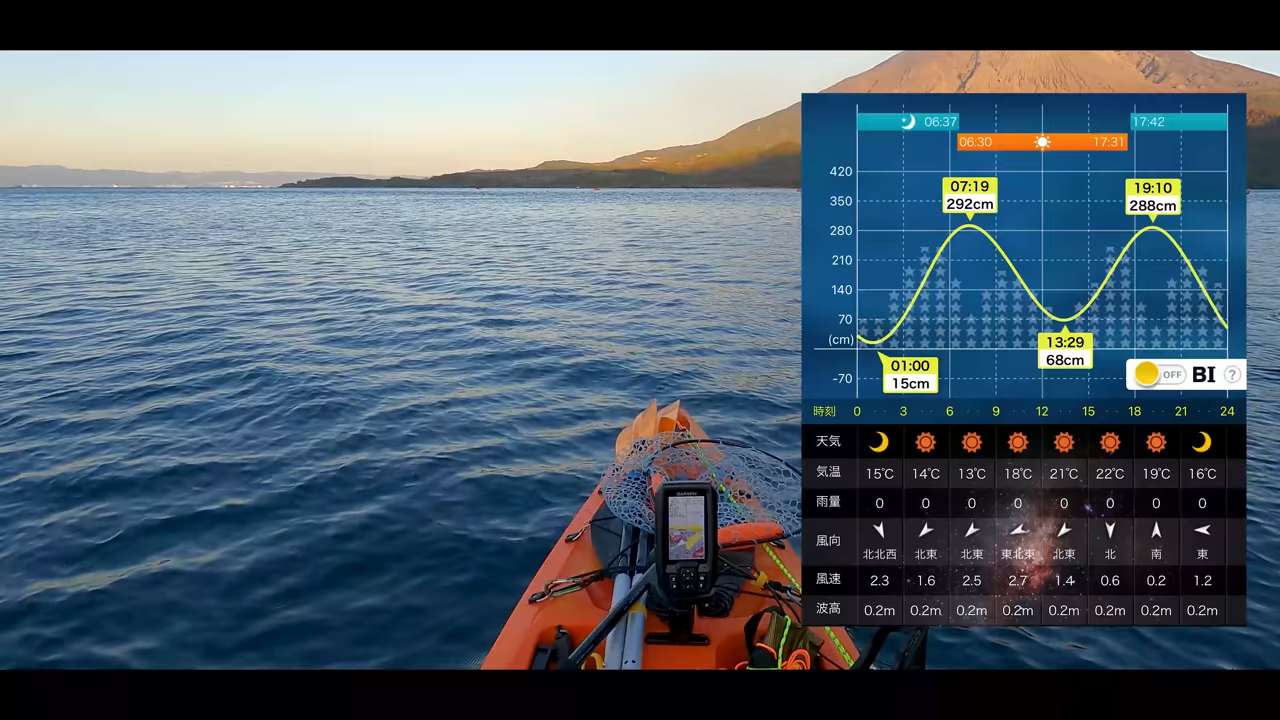 06:37
17:42
06:30
17:31
420
350
280
210
140
70
(cm)
-70
07:19
292cm
19:10
288cm
13:29
68cm
01:00
15cm
OFF BI ?
時刻 0 3 6 9 12 15 18 21 24
天気
気温 15℃ 14℃ 13℃ 18℃ 21℃ 22℃ 19℃ 16℃
雨量 0 0 0 0 0 0 0 0
風向 北北西 北東 北東 東北東 北東 北 南 東
風速 2.3 1.6 2.5 2.7 1.4 0.6 0.2 1.2
波高 0.2m 0.2m 0.2m 0.2m 0.2m 0.2m 0.2m 0.2m
GARMIN